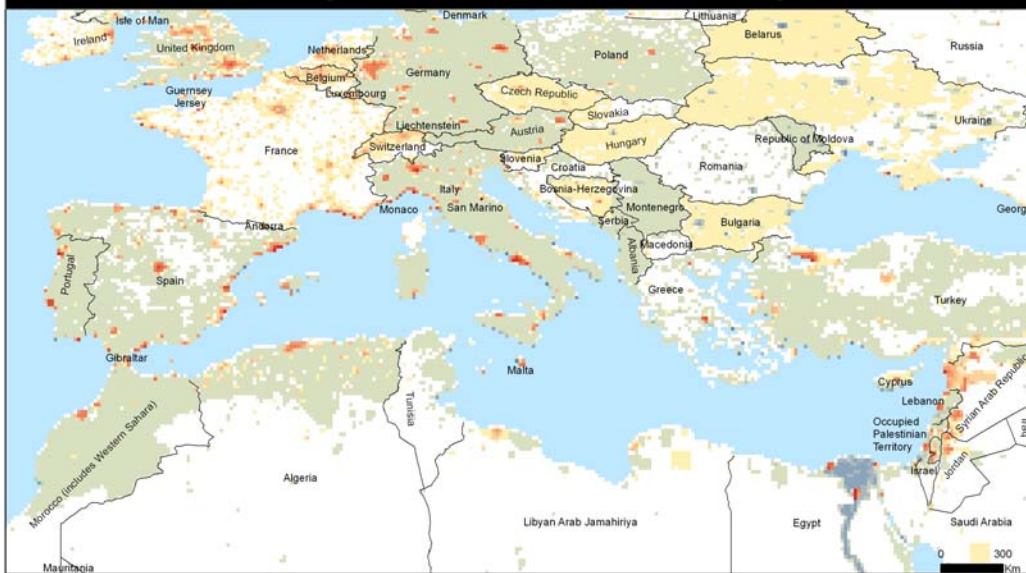 Isle of Man
Denmark
Lithuania
Ireland
United Kingdom
Netherlands
Belarus
Russia
Poland
Germany
Belgium
Guernsey
Jersey
Luxembourg
Czech Republic
Slovakia
Ukraine
Liechtenstein
Austria
Hungary
Republic of Moldova
France
Switzerland
Slovenia
Croatia
Romania
Italy
Bosnia-Herzegovina
Monaco
San Marino
Montenegro
Georg
Andorra
Serbia
Bulgaria
Portugal
Spain
Albania
Macedonia
Greece
Turkey
Gibraltar
Malta
Cyprus
Lebanon
Syrian Arab Republic
Tunisia
Occupied
Palestinian
Territory
Israel
Jordan
Morocco (includes Western Sahara)
Algeria
Libyan Arab Jamahiriya
Egypt
Saudi Arabia
Mauritania
0 300
Km